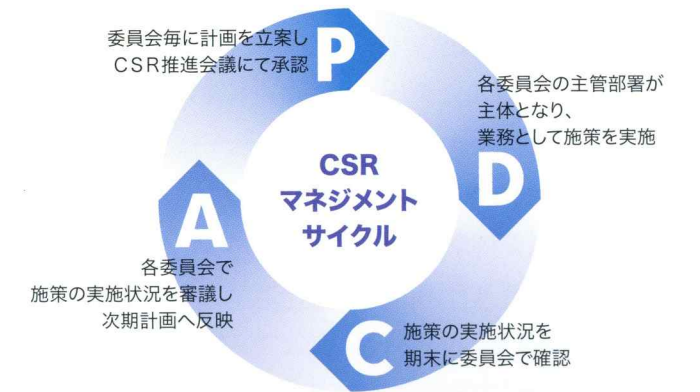 委員会毎に計画を立案し
CSR推進会議にて承認
P
各委員会の主管部署が
主体となり、
業務として施策を実施
D
CSR
マネジメント
サイクル
A
各委員会で
施策の実施状況を審議し
次期計画へ反映
C
施策の実施状況を
期末に委員会で確認